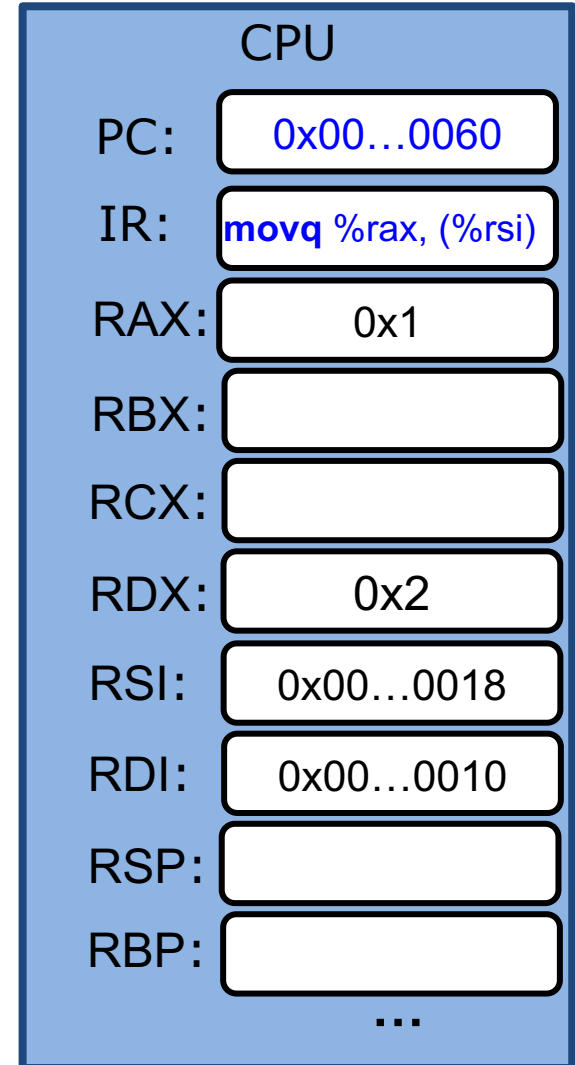 CPU
PC: 0x00…0060
IR: movq %rax, (%rsi)
RAX: 0x1
RBX:
RCX:
RDX: 0x2
RSI: 0x00…0018
RDI: 0x00…0010
RSP:
RBP:
…